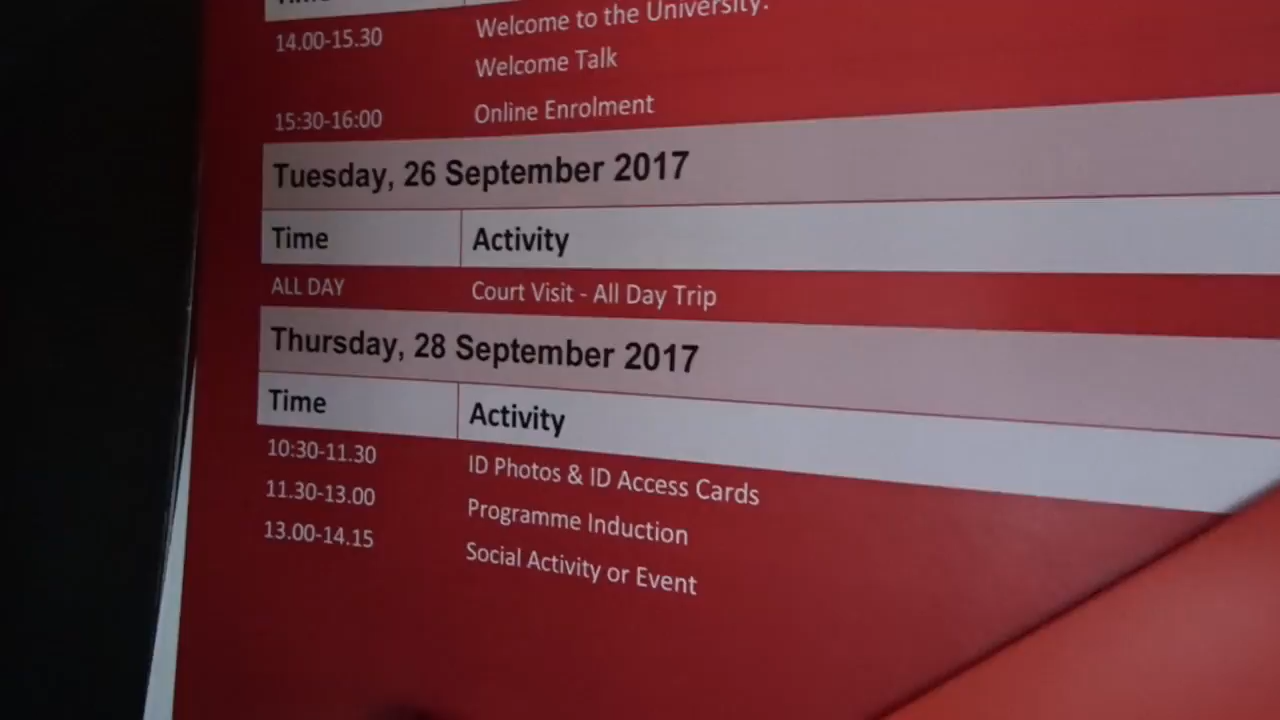 Time
14.00-15.30 Welcome to the University.
Welcome Talk
15:30-16:00 Online Enrolment
Tuesday, 26 September 2017
Time Activity
ALL DAY Court Visit - All Day Trip
Thursday, 28 September 2017
Time Activity
10:30-11.30 ID Photos & ID Access Cards
11.30-13.00 Programme Induction
13.00-14.15 Social Activity or Event